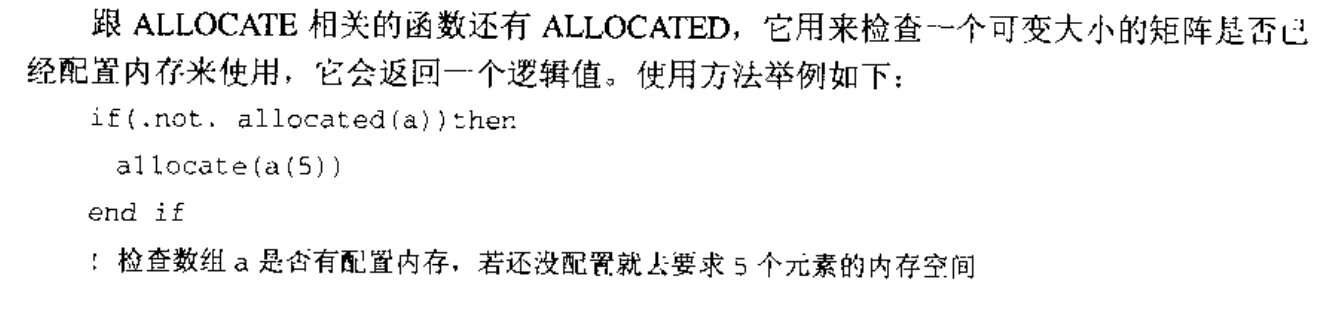 跟 ALLOCATE 相关的函数还有 ALLOCATED，它用来检查一个可变大小的矩阵是否已
经配置内存来使用，它会返回一个逻辑值。使用方法举例如下：
if(.not. allocated(a))then
allocate(a(5))
end if
! 检查数组 a 是否有配置内存，若还没配置就去要求 5 个元素的内存空间